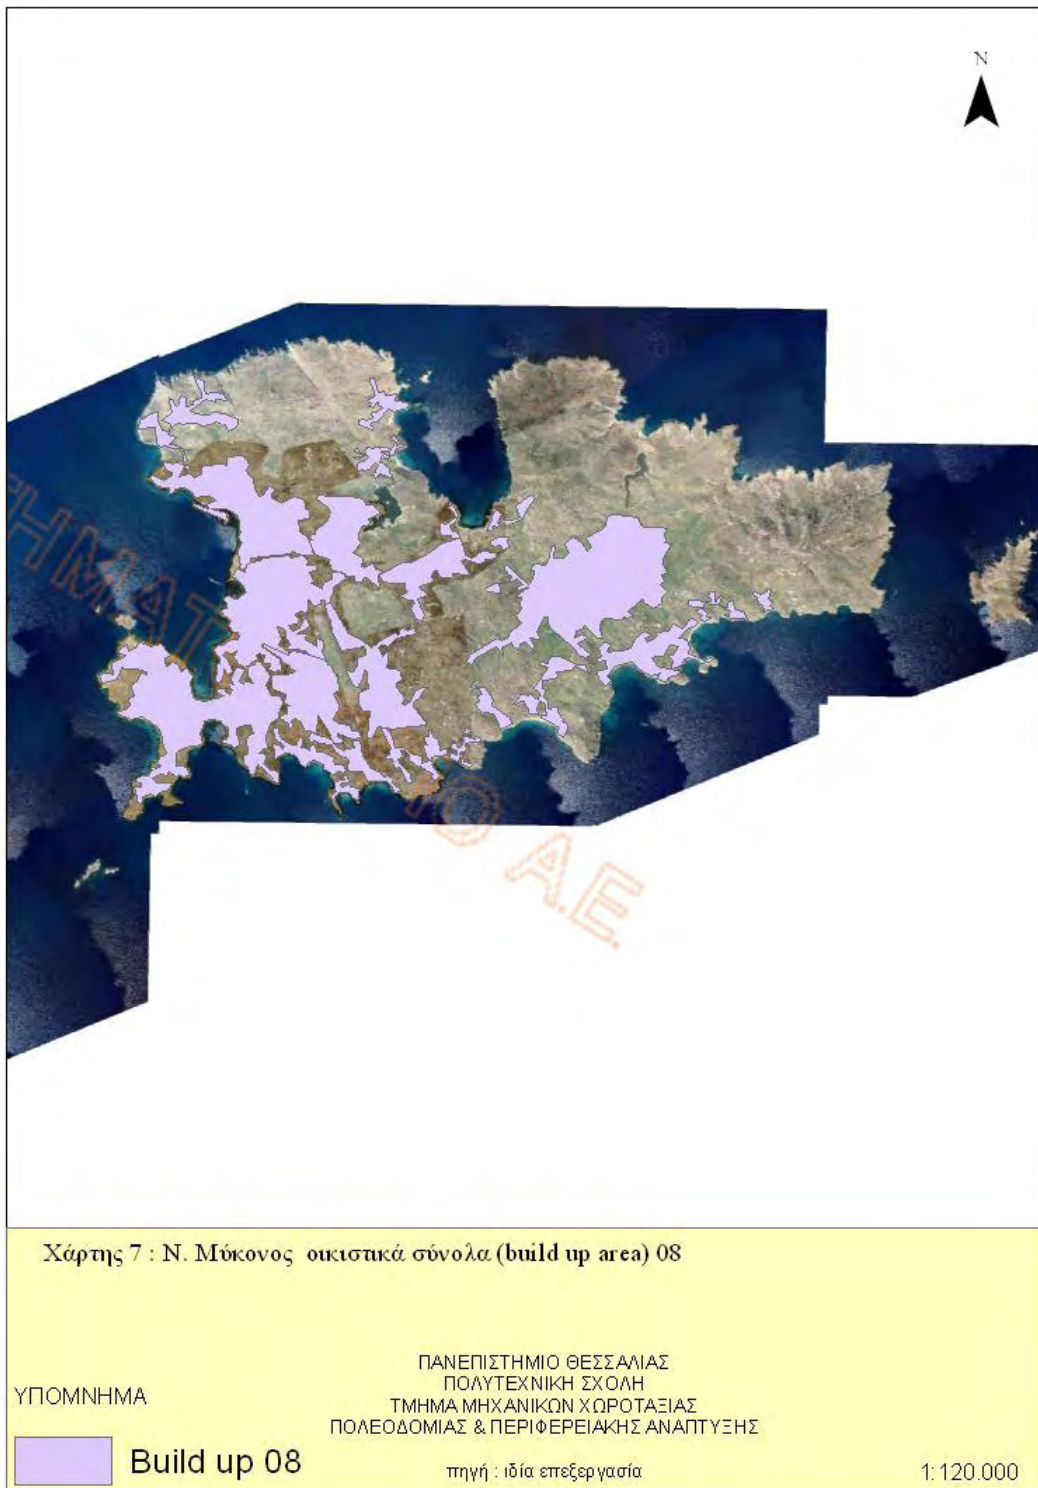 N
ΗΜΑΤ
Ο Α.Ε.
Χάρτης 7 : Ν. Μύκονος οικιστικά σύνολα (build up area) 08
ΠΑΝΕΠΙΣΤΗΜΙΟ ΘΕΣΣΑΛΙΑΣ
ΠΟΛΥΤΕΧΝΙΚΗ ΣΧΟΛΗ
ΤΜΗΜΑ ΜΗΧΑΝΙΚΩΝ ΧΩΡΟΤΑΞΙΑΣ
ΠΟΛΕΟΔΟΜΙΑΣ & ΠΕΡΙΦΕΡΕΙΑΚΗΣ ΑΝΑΠΤΥΞΗΣ
ΥΠΟΜΝΗΜΑ
Build up 08
πηγή : ιδία επεξεργασία
1:120.000